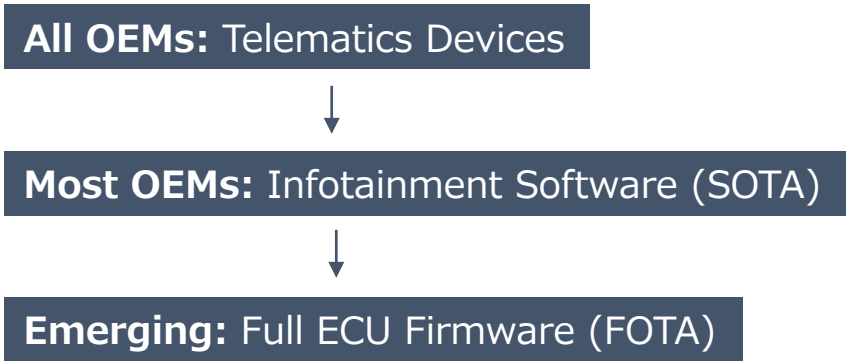 All OEMs: Telematics Devices
Most OEMs: Infotainment Software (SOTA)
Emerging: Full ECU Firmware (FOTA)